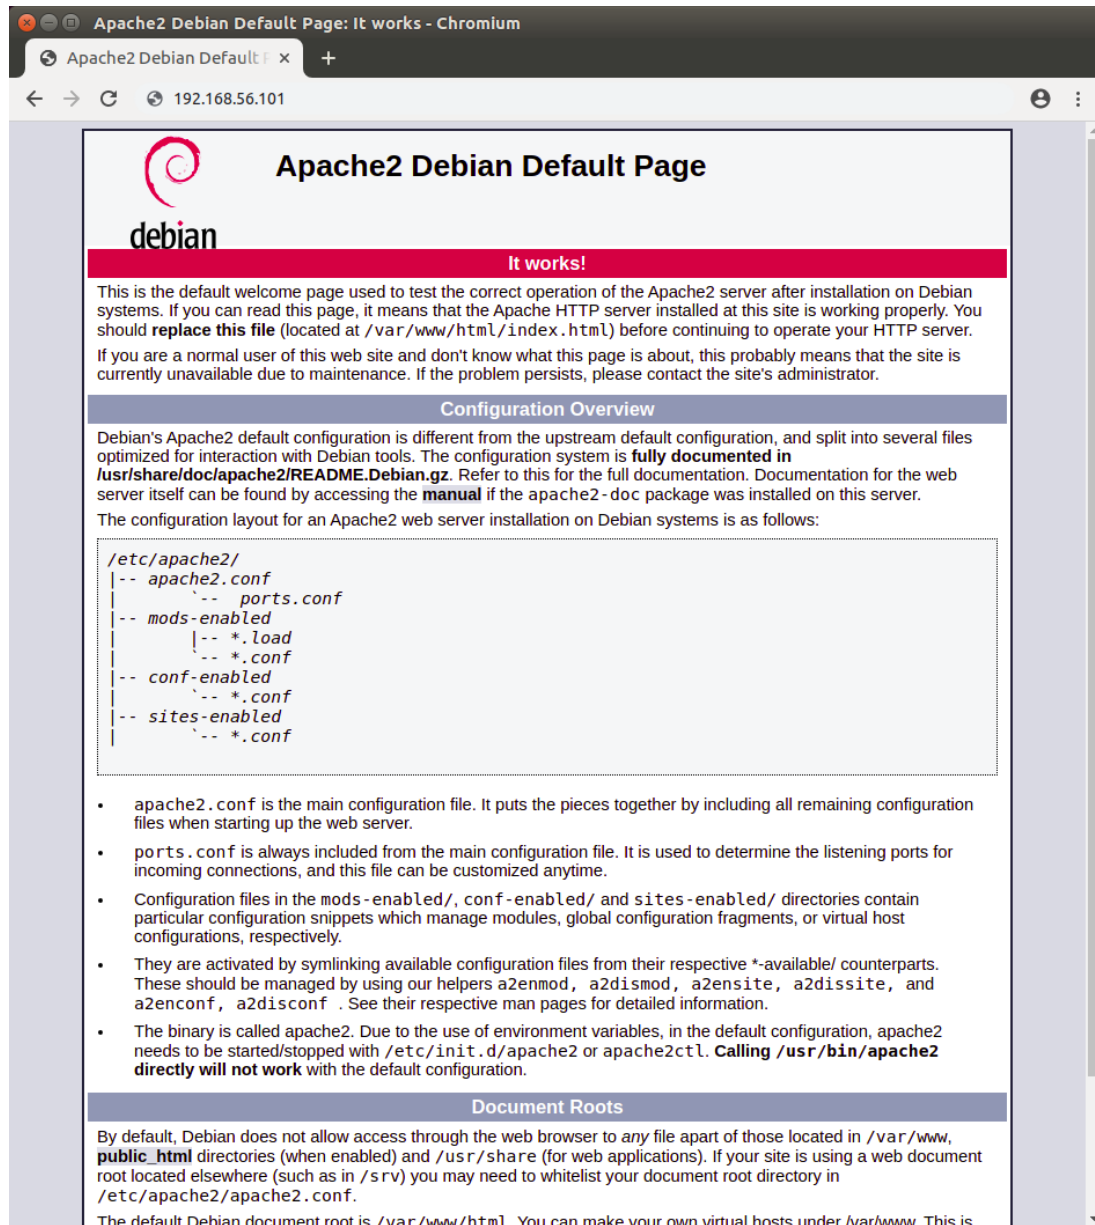 Apache2 Debian Default Page: It works - Chromium
Apache2 Debian Default P
192.168.56.101
debian
Apache2 Debian Default Page
It works!
This is the default welcome page used to test the correct operation of the Apache2 server after installation on Debian
systems. If you can read this page, it means that the Apache HTTP server installed at this site is working properly. You
should replace this file (located at /var/www/html/index.html) before continuing to operate your HTTP server.
If you are a normal user of this web site and don't know what this page is about, this probably means that the site is
currently unavailable due to maintenance. If the problem persists, please contact the site's administrator.
Configuration Overview
Debian's Apache2 default configuration is different from the upstream default configuration, and split into several files
optimized for interaction with Debian tools. The configuration system is fully documented in
/usr/share/doc/apache2/README.Debian.gz. Refer to this for the full documentation. Documentation for the web
server itself can be found by accessing the manual if the apache2-doc package was installed on this server.
The configuration layout for an Apache2 web server installation on Debian systems is as follows:
/etc/apache2/
|-- apache2.conf
|       `--  ports.conf
|-- mods-enabled
|       |-- *.load
|       `-- *.conf
|-- conf-enabled
|       `-- *.conf
|-- sites-enabled
|       `-- *.conf
• apache2.conf is the main configuration file. It puts the pieces together by including all remaining configuration
files when starting up the web server.
• ports.conf is always included from the main configuration file. It is used to determine the listening ports for
incoming connections, and this file can be customized anytime.
• Configuration files in the mods-enabled/, conf-enabled/ and sites-enabled/ directories contain
particular configuration snippets which manage modules, global configuration fragments, or virtual host
configurations, respectively.
• They are activated by symlinking available configuration files from their respective *-available/ counterparts.
These should be managed by using our helpers a2enmod, a2dismod, a2ensite, a2dissite, and
a2enconf, a2disconf . See their respective man pages for detailed information.
• The binary is called apache2. Due to the use of environment variables, in the default configuration, apache2
needs to be started/stopped with /etc/init.d/apache2 or apache2ctl. Calling /usr/bin/apache2
directly will not work with the default configuration.
Document Roots
By default, Debian does not allow access through the web browser to any file apart of those located in /var/www,
public_html directories (when enabled) and /usr/share (for web applications). If your site is using a web document
root located elsewhere (such as in /srv) you may need to whitelist your document root directory in
/etc/apache2/apache2.conf.
The default Debian document root is /var/www/html. You can make your own virtual hosts under /var/www. This is